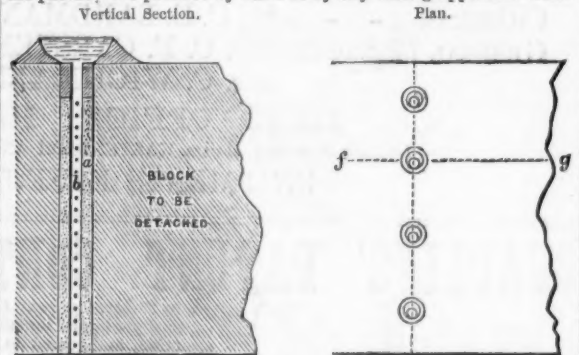 Vertical Section.
Plan.
a
b
BLOCK
TO BE
DETACHED
f
g